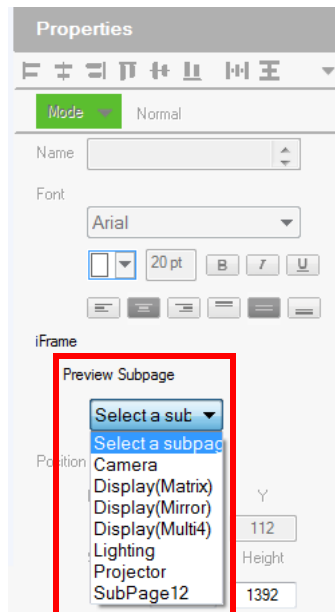 Properties
Mode Normal
Name
Font
Arial
20 pt B I U
iFrame
Preview Subpage
Select a sub
Select a subpag
Position
Camera
Display(Matrix)
Y
Display(Mirror)
Display(Multi4)
112
Lighting
Height
Projector
SubPage12
1392